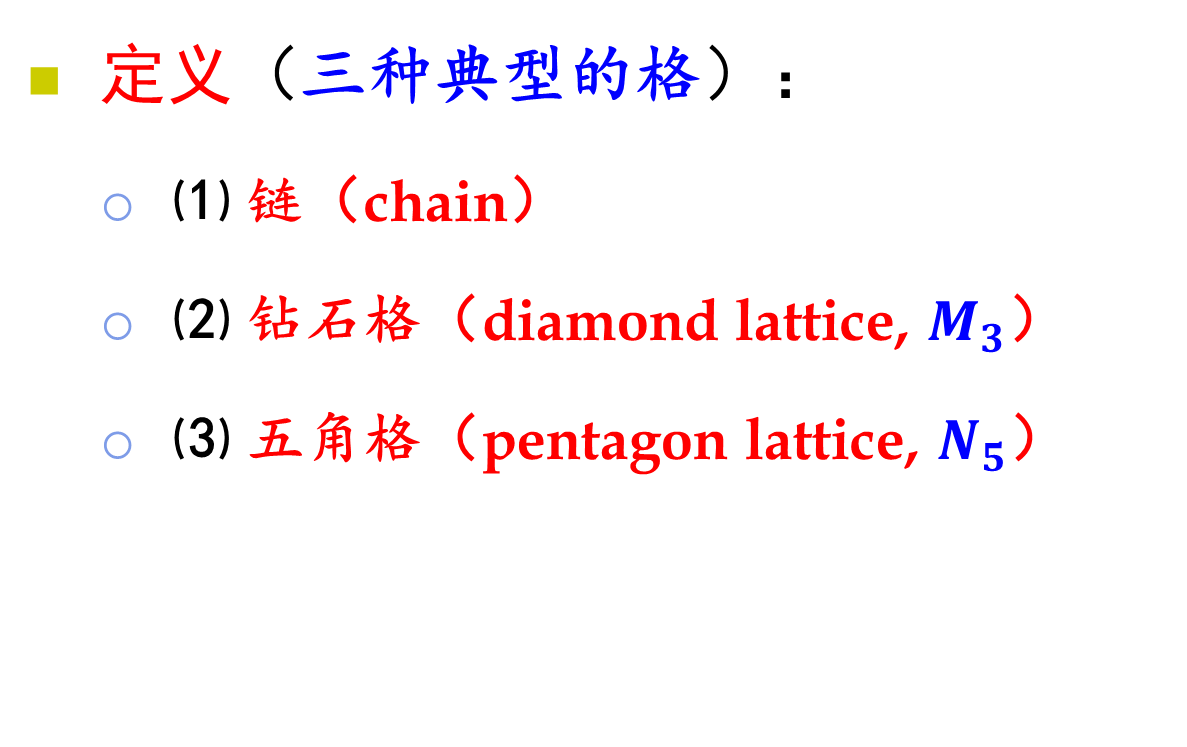 定义（三种典型的格）：
(1) 链（chain）
(2) 钻石格（diamond lattice, M₃）
(3) 五角格（pentagon lattice, N₅）